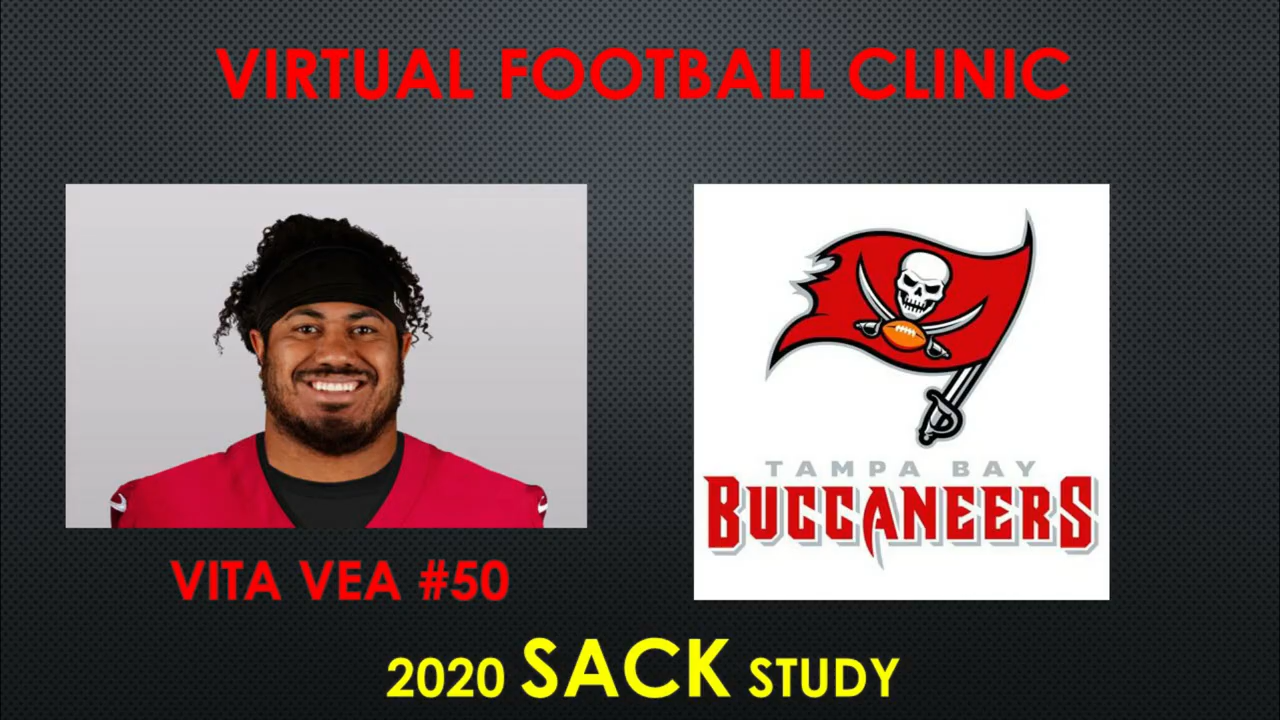 VIRTUAL FOOTBALL CLINIC
TAMPA BAY
BUCCANEERS
VITA VEA #50
2020 SACK STUDY